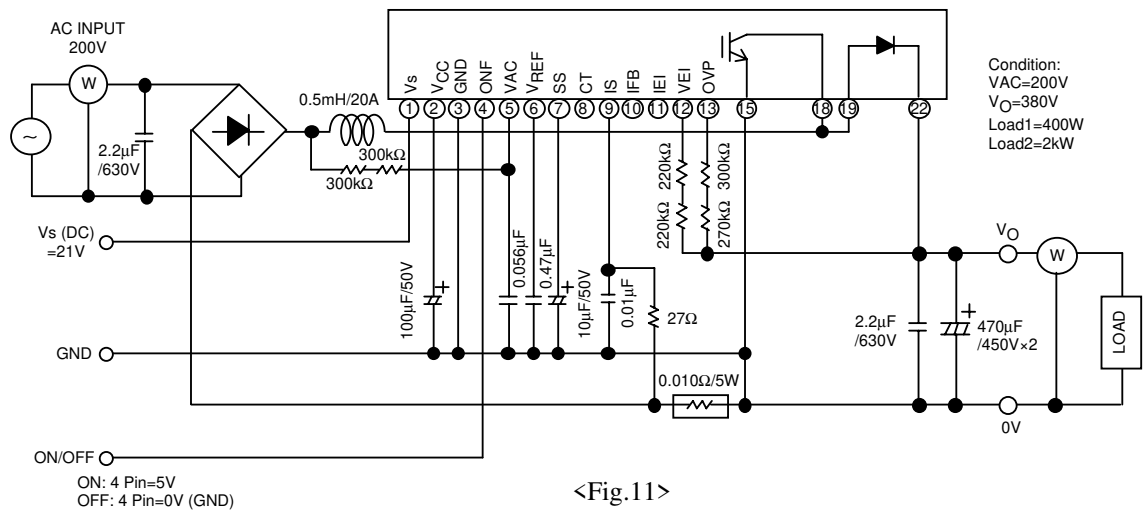 AC INPUT
200V
W
2.2µF
/630V
~
0.5mH/20A
300kΩ
300kΩ
Vs
VCC
GND
ONF
VAC
VREF
SS
CT
IS
IFB
IEI
VEI
OVP
1
2
3
4
5
6
7
8
9
10
11
12
13
15
18
19
22
Condition:
VAC=200V
VO=380V
Load1=400W
Load2=2kW
220kΩ
300kΩ
220kΩ
270kΩ
Vs (DC)
=21V
100µF/50V
+
0.056µF
0.47µF
+
10µF/50V
0.01µF
27Ω
VO
W
2.2µF
/630V
+
470µF
/450V×2
LOAD
GND
0.010Ω/5W
0V
ON/OFF
ON: 4 Pin=5V
OFF: 4 Pin=0V (GND)
<Fig.11>